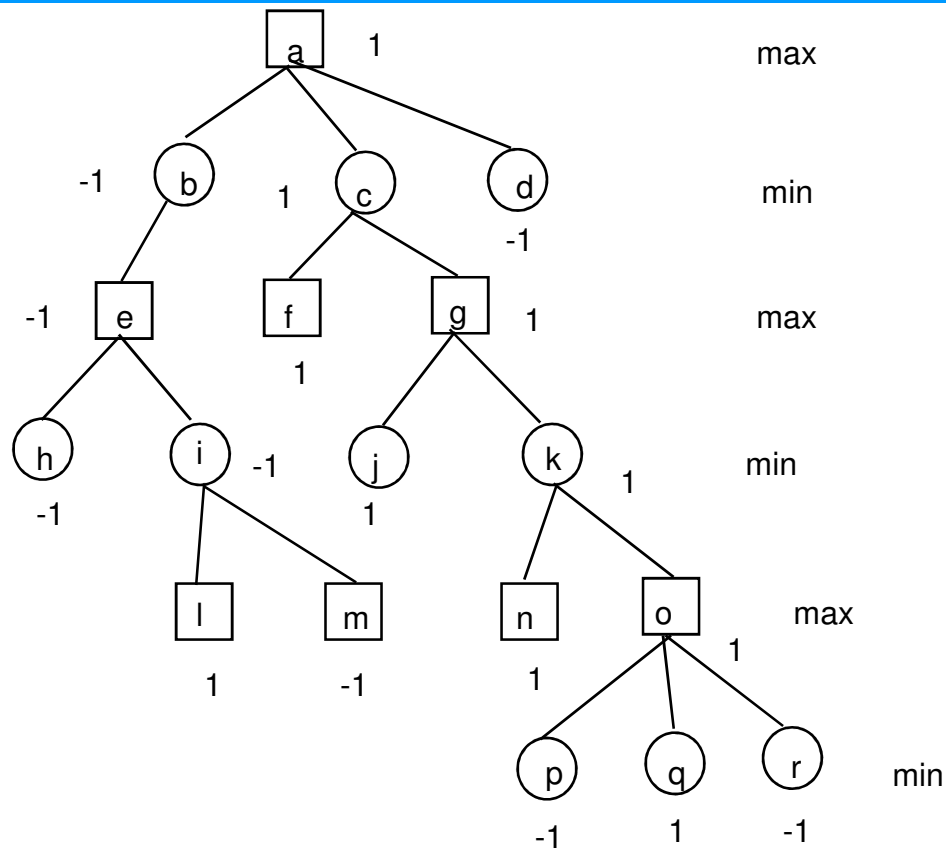 a 1 max
-1 b 1 c d min
-1
-1 e f g 1 max
1
h i -1 j k 1 min
-1 1
l m n o 1 max
1 -1 1
p q r min
-1 1 -1